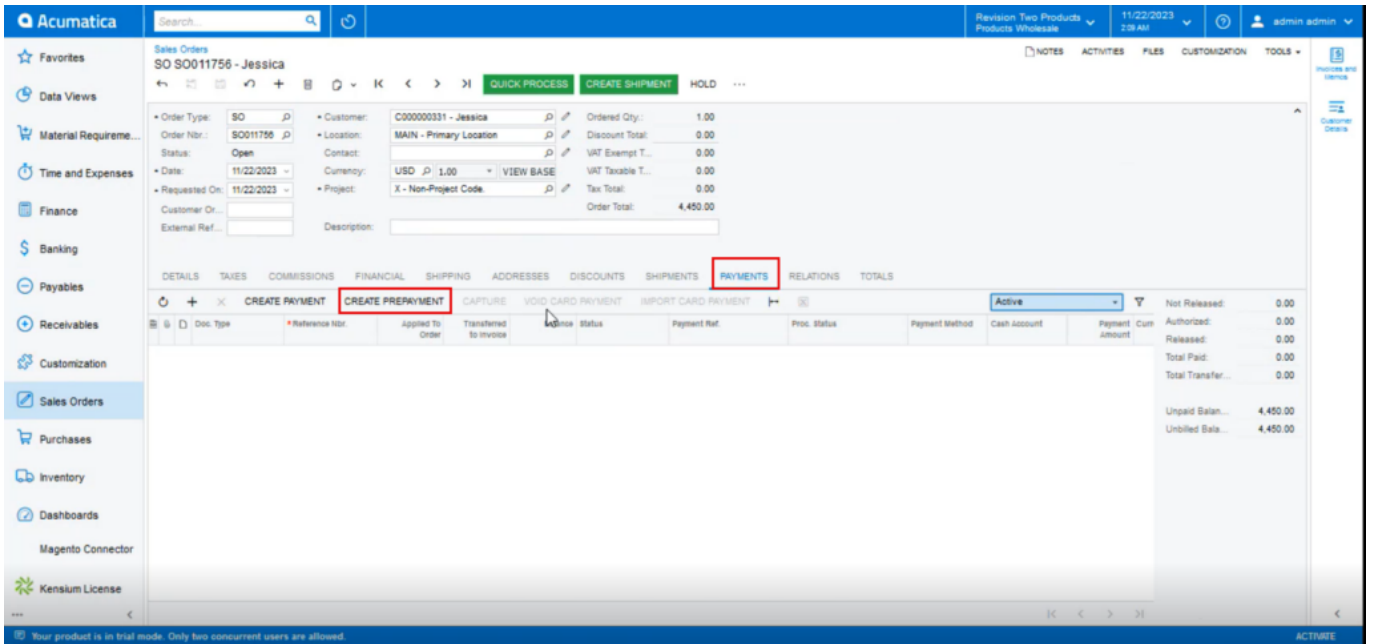 Acumatica
Search...
Revision Two Products
Products Wholesale
11/22/2023
2:09 AM
admin admin
Favorites
Data Views
Material Requireme...
Time and Expenses
Finance
Banking
Payables
Receivables
Customization
Sales Orders
Purchases
Inventory
Dashboards
Magento Connector
Kensium License
Sales Orders
SO SO011756 - Jessica
NOTES ACTIVITIES FILES CUSTOMIZATION TOOLS
QUICK PROCESS CREATE SHIPMENT HOLD ...
Order Type: SO Customer: C000000331 - Jessica Ordered Qty.: 1.00
Order Nbr.: SO011756 Location: MAIN - Primary Location Discount Total: 0.00
Status: Open Contact: VAT Exempt T... 0.00
Date: 11/22/2023 Currency: USD 1.00 VIEW BASE VAT Taxable T... 0.00
Requested On: 11/22/2023 Project: X - Non-Project Code. Tax Total: 0.00
Customer Or... Order Total: 4,450.00
External Ref... Description:
DETAILS TAXES COMMISSIONS FINANCIAL SHIPPING ADDRESSES DISCOUNTS SHIPMENTS PAYMENTS RELATIONS TOTALS
CREATE PAYMENT CREATE PREPAYMENT CAPTURE VOID CARD PAYMENT IMPORT CARD PAYMENT Active
Doc. Type *Reference Nbr. Applied To Order Transferred to Invoice Status Payment Ref. Proc. Status Payment Method Cash Account Payment Amount Curr
Not Released: 0.00
Authorized: 0.00
Released: 0.00
Total Paid: 0.00
Total Transfer... 0.00
Unpaid Balan... 4,450.00
Unbilled Bala... 4,450.00
Invoices and Memos
Customer Details
Your product is in trial mode. Only two concurrent users are allowed.
ACTIVATE